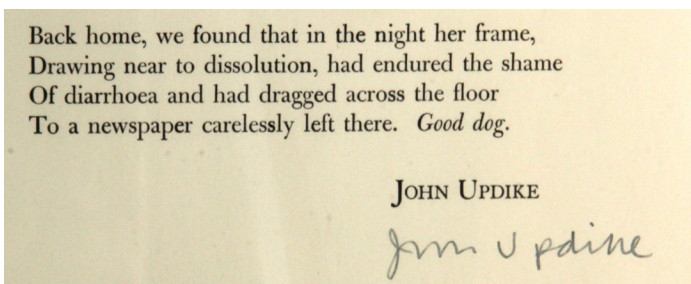 Back home, we found that in the night her frame,
Drawing near to dissolution, had endured the shame
Of diarrhoea and had dragged across the floor
To a newspaper carelessly left there. Good dog.
JOHN UPDIKE
John Updike